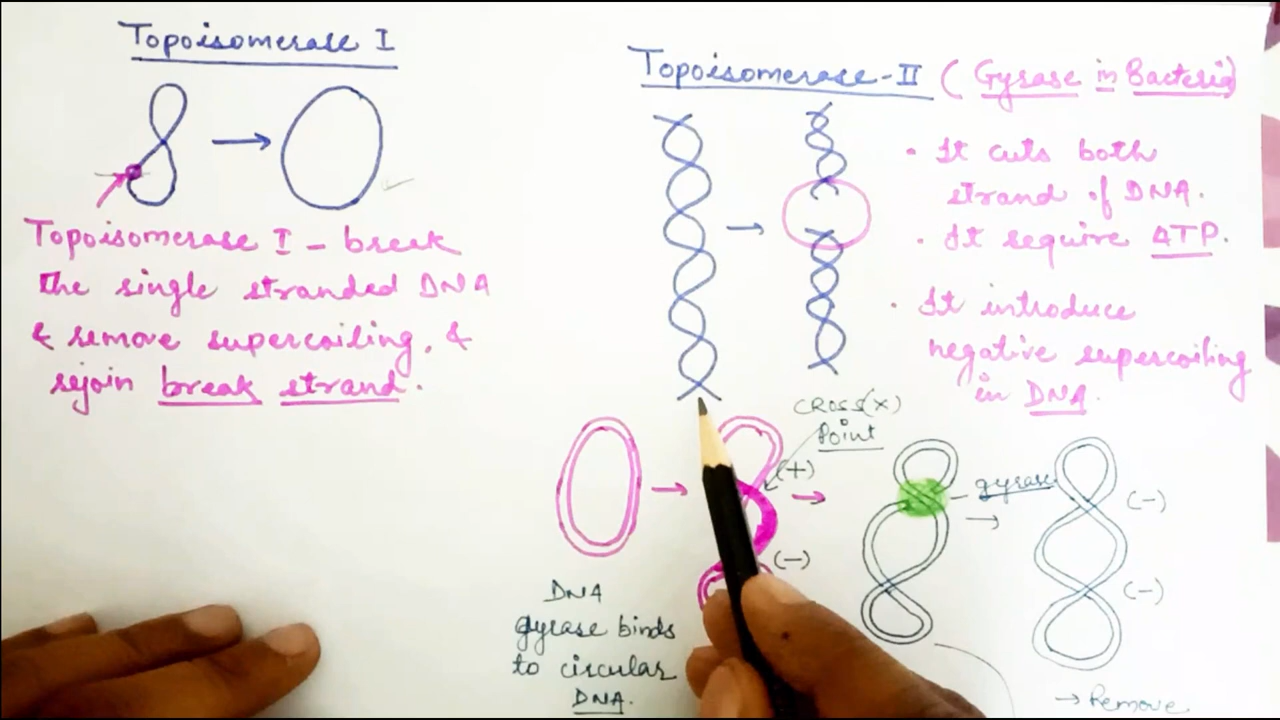 Topoisomerase I
Topoisomerase I - break
the single stranded DNA
& remove supercoiling, &
rejoin break strand.
Topoisomerase-II (Gyrase in Bacteria)
• It cuts both
strand of DNA.
• It require ATP.
• It introduce
negative supercoiling
in DNA.
CROSS(X)
Point
(+)
(-)
gyrase
(-)
(-)
DNA
gyrase binds
to circular
DNA.
→ Remove